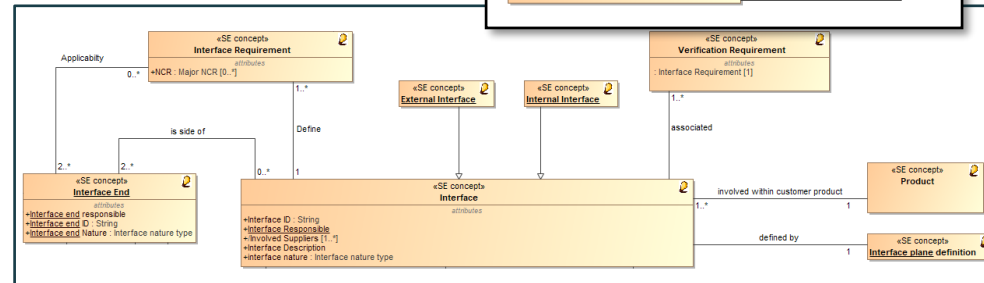 «SE concept»
Interface Requirement
attributes
+NCR : Major NCR [0..*]
Applicabilty
0..*
1..*
«SE concept»
Verification Requirement
attributes
: Interface Requirement [1]
1..*
«SE concept»
External Interface
«SE concept»
Internal Interface
is side of
Define
associated
2..*
2..*
0..*
1
«SE concept»
Interface End
attributes
+Interface end responsible
+Interface end ID : String
+Interface end Nature : Interface nature type
«SE concept»
Interface
attributes
+Interface ID : String
+Interface Responsible
+/Involved Suppliers [1..*]
+Interface Description
+interface nature : Interface nature type
involved within customer product
1..*
1
«SE concept»
Product
defined by
1
«SE concept»
Interface plane definition